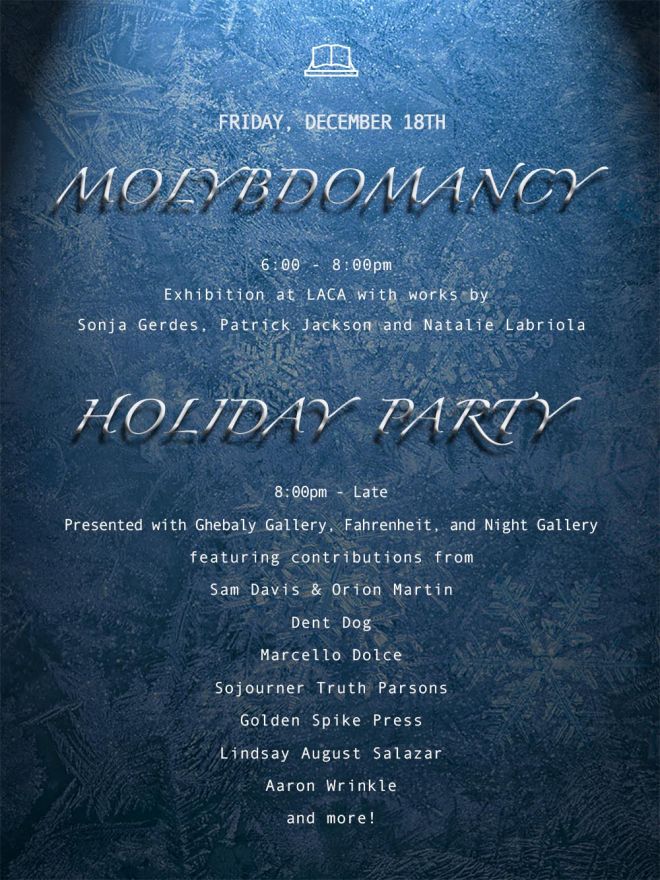 FRIDAY, DECEMBER 18TH
MOLYBDOMANCY
6:00 - 8:00pm
Exhibition at LACA with works by
Sonja Gerdes, Patrick Jackson and Natalie Labriola
HOLIDAY PARTY
8:00pm - Late
Presented with Ghebaly Gallery, Fahrenheit, and Night Gallery
featuring contributions from
Sam Davis & Orion Martin
Dent Dog
Marcello Dolce
Sojourner Truth Parsons
Golden Spike Press
Lindsay August Salazar
Aaron Wrinkle
and more!